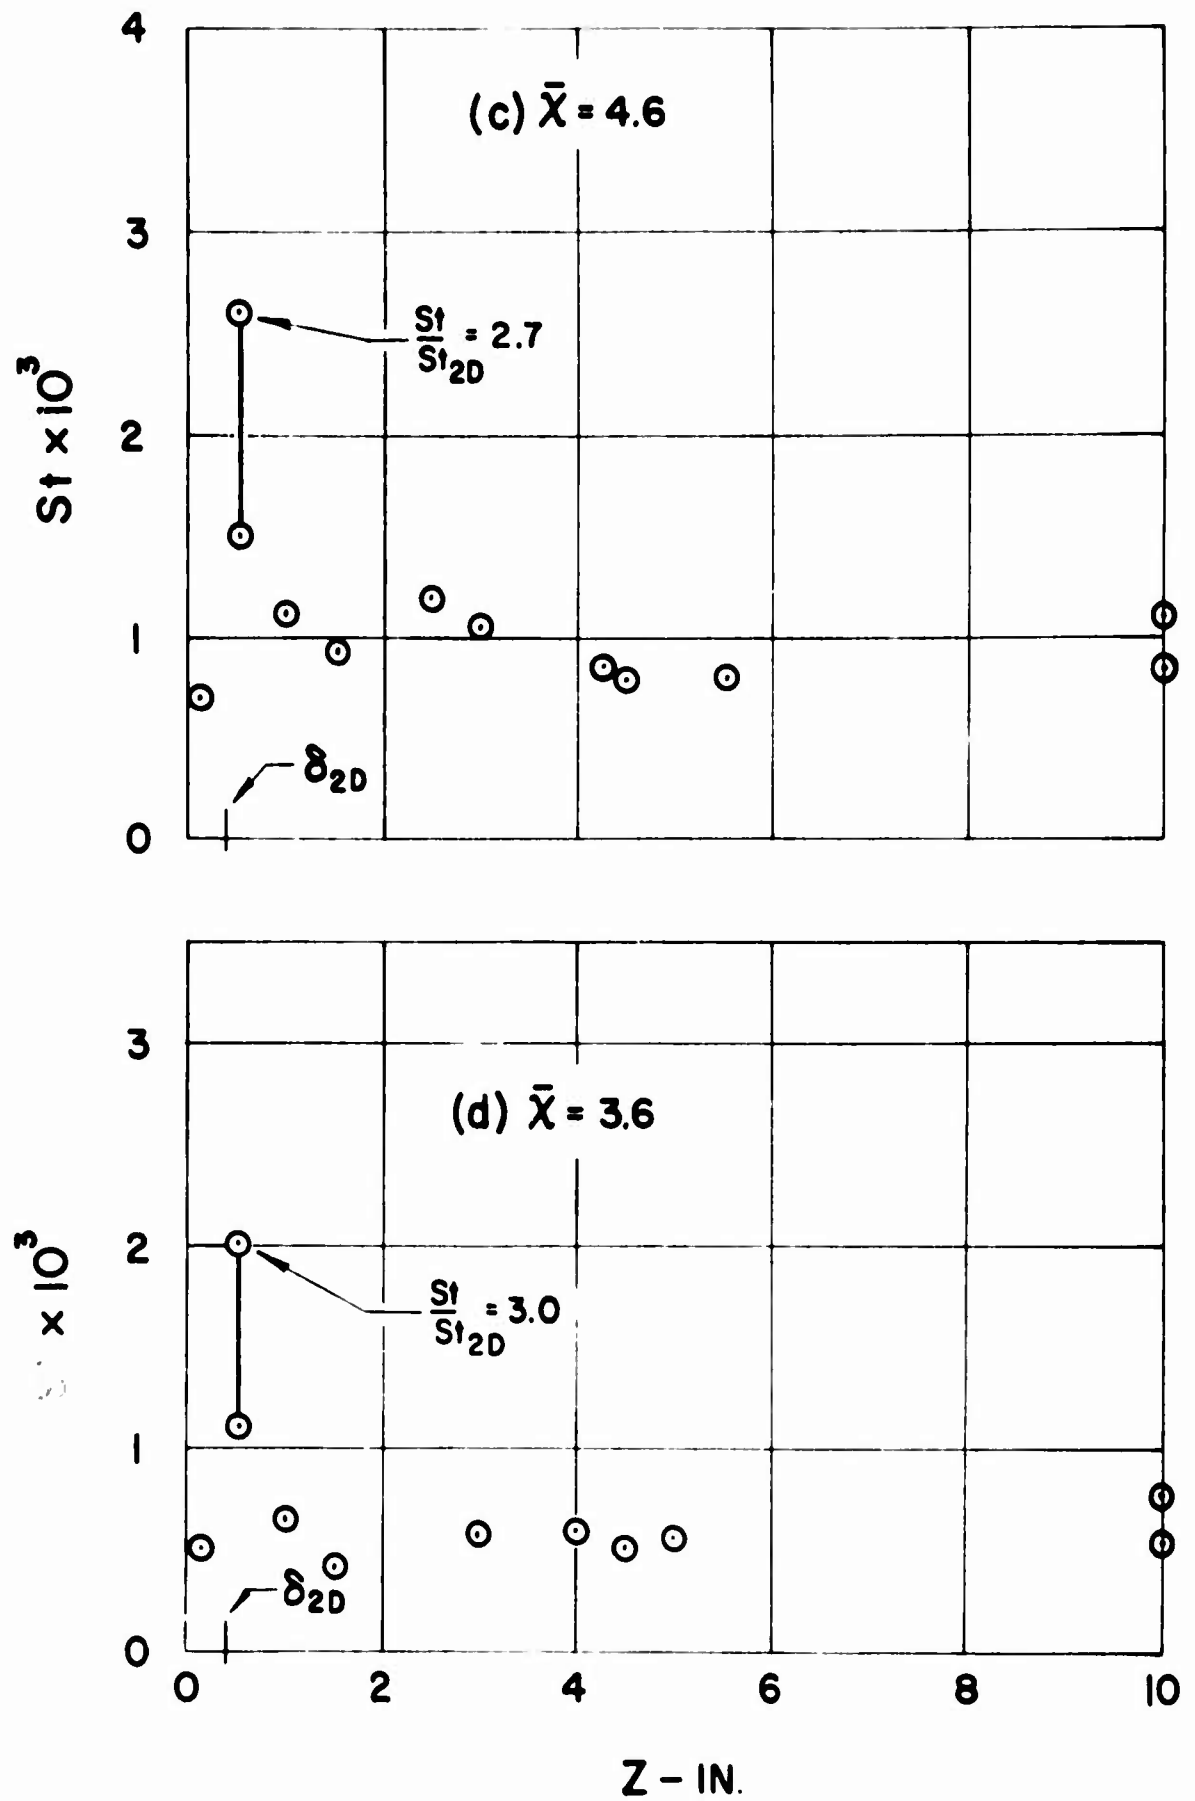 4
(c) χ̄ = 4.6
3
St/St2D = 2.7
St × 10³
2
1
δ2D
0
3
(d) χ̄ = 3.6
2
× 10³
St/St2D = 3.0
1
δ2D
0
0 2 4 6 8 10
Z – IN.